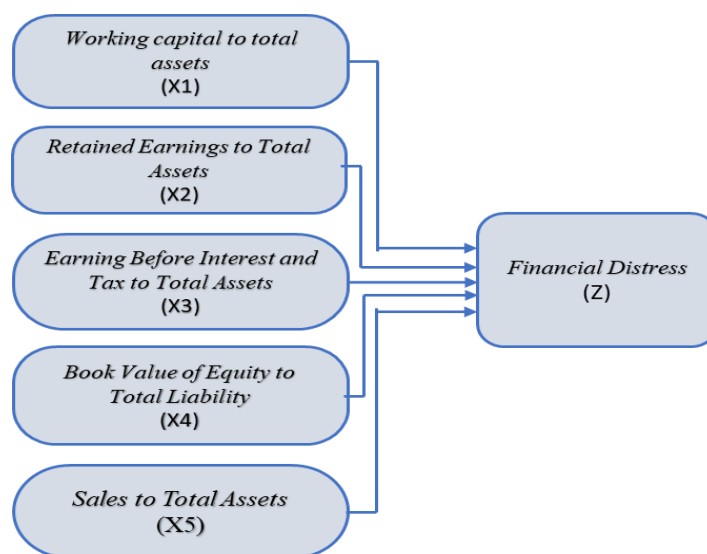 Working capital to total
assets
(X1)
Retained Earnings to Total
Assets
(X2)
Earning Before Interest and
Tax to Total Assets
(X3)
Book Value of Equity to
Total Liability
(X4)
Sales to Total Assets
(X5)
Financial Distress
(Z)